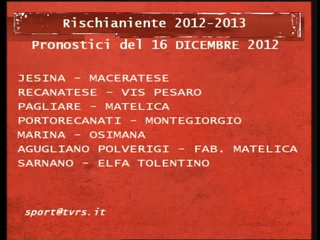 Rischianiente 2012-2013
Pronostici del 16 DICEMBRE 2012
JESINA - MACERATESE
RECANATESE - VIS PESARO
PAGLIARE - MATELICA
PORTORECANATI - MONTEGIORGIO
MARINA - OSIMANA
AGUGLIANO POLVERIGI - FAB. MATELICA
SARNANO - ELFA TOLENTINO
sport@tvrs.it